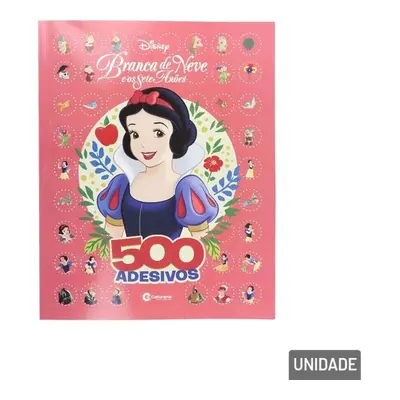 Disney
Branca de Neve
e os Sete Anões
500
ADESIVOS
Culturama
UNIDADE